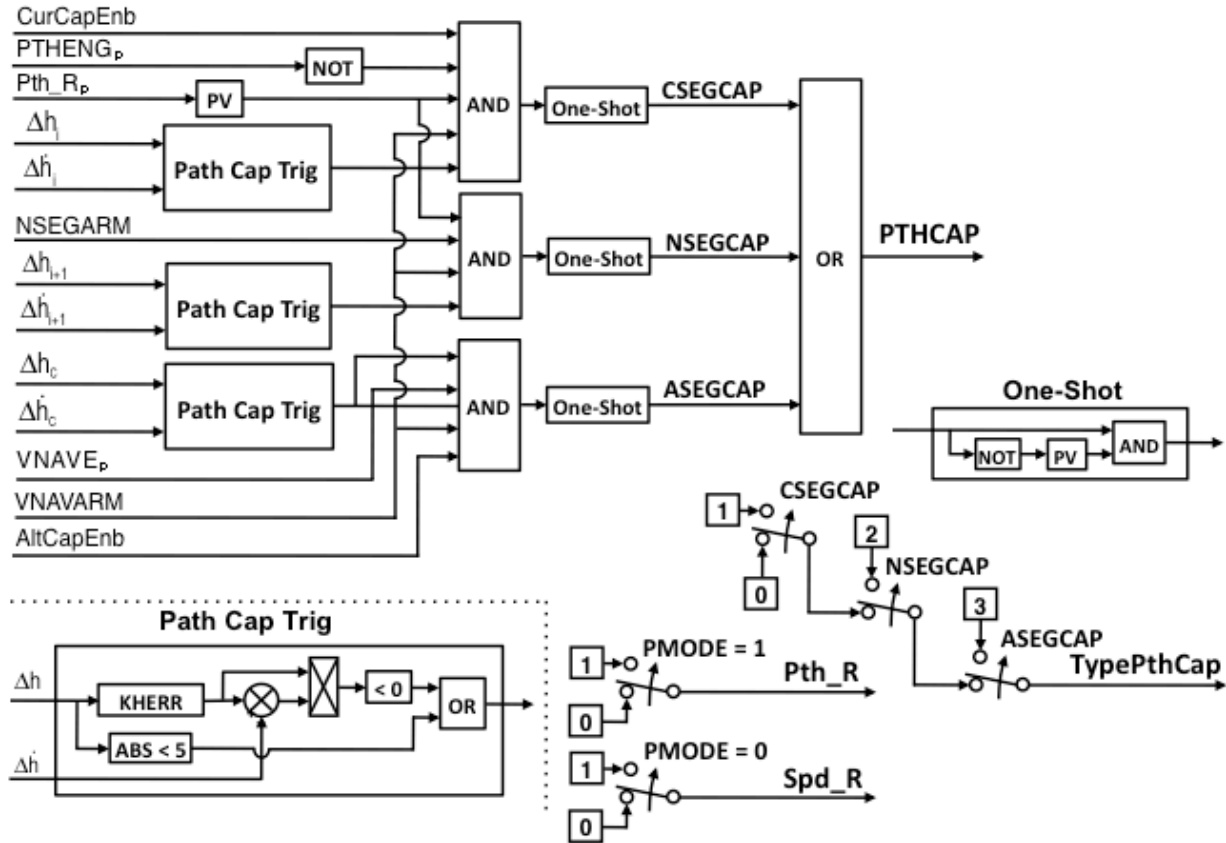 CurCapEnb
PTHENGₚ
NOT
Pth_Rₚ
PV
AND
One-Shot
CSEGCAP
Δhᵢ
Δḣᵢ
Path Cap Trig
NSEGARM
AND
One-Shot
NSEGCAP
OR
PTHCAP
Δhᵢ₊₁
Δḣᵢ₊₁
Path Cap Trig
Δh꜀
Δḣ꜀
Path Cap Trig
AND
One-Shot
ASEGCAP
VNAVEₚ
VNAVARM
AltCapEnb
One-Shot
NOT
PV
AND
1
CSEGCAP
0
2
NSEGCAP
3
ASEGCAP
TypePthCap
Path Cap Trig
Δh
KHERR
< 0
OR
ABS < 5
Δḣ
1
PMODE = 1
Pth_R
0
1
PMODE = 0
Spd_R
0